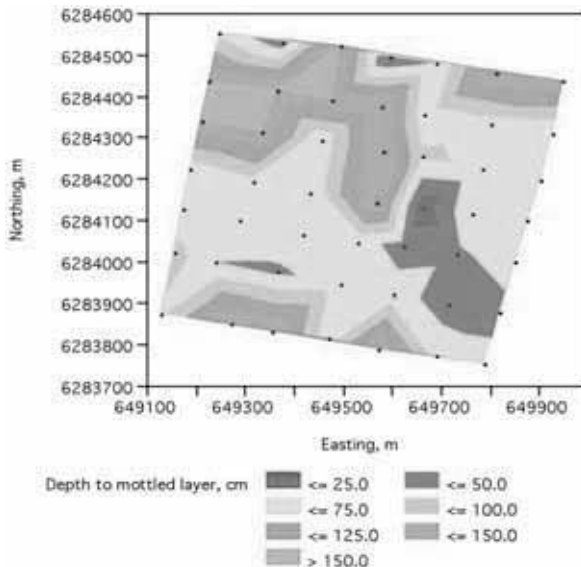 6284600
6284500
6284400
6284300
6284200
6284100
6284000
6283900
6283800
6283700
Northing, m
649100 649300 649500 649700 649900
Easting, m
Depth to mottled layer, cm
<= 25.0 <= 50.0
<= 75.0 <= 100.0
<= 125.0 <= 150.0
> 150.0